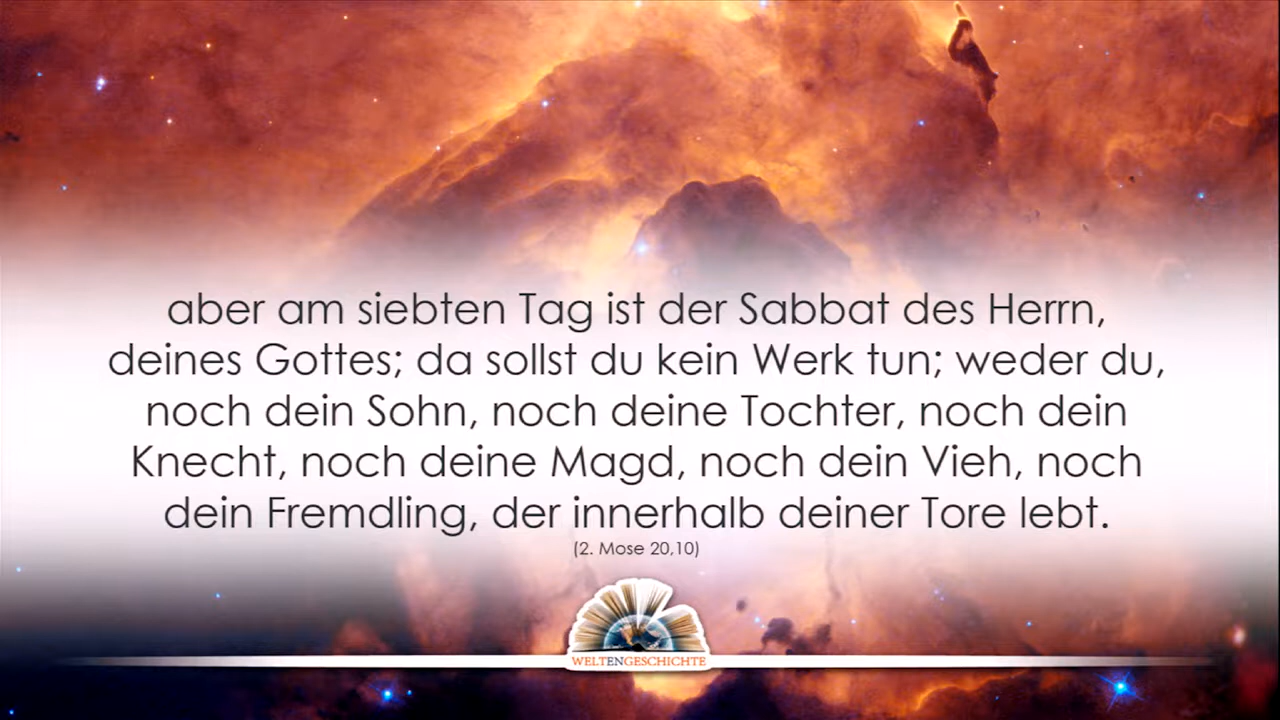 aber am siebten Tag ist der Sabbat des Herrn,
deines Gottes; da sollst du kein Werk tun; weder du,
noch dein Sohn, noch deine Tochter, noch dein
Knecht, noch deine Magd, noch dein Vieh, noch
dein Fremdling, der innerhalb deiner Tore lebt.
(2. Mose 20,10)
WELTENGESCHICHTE